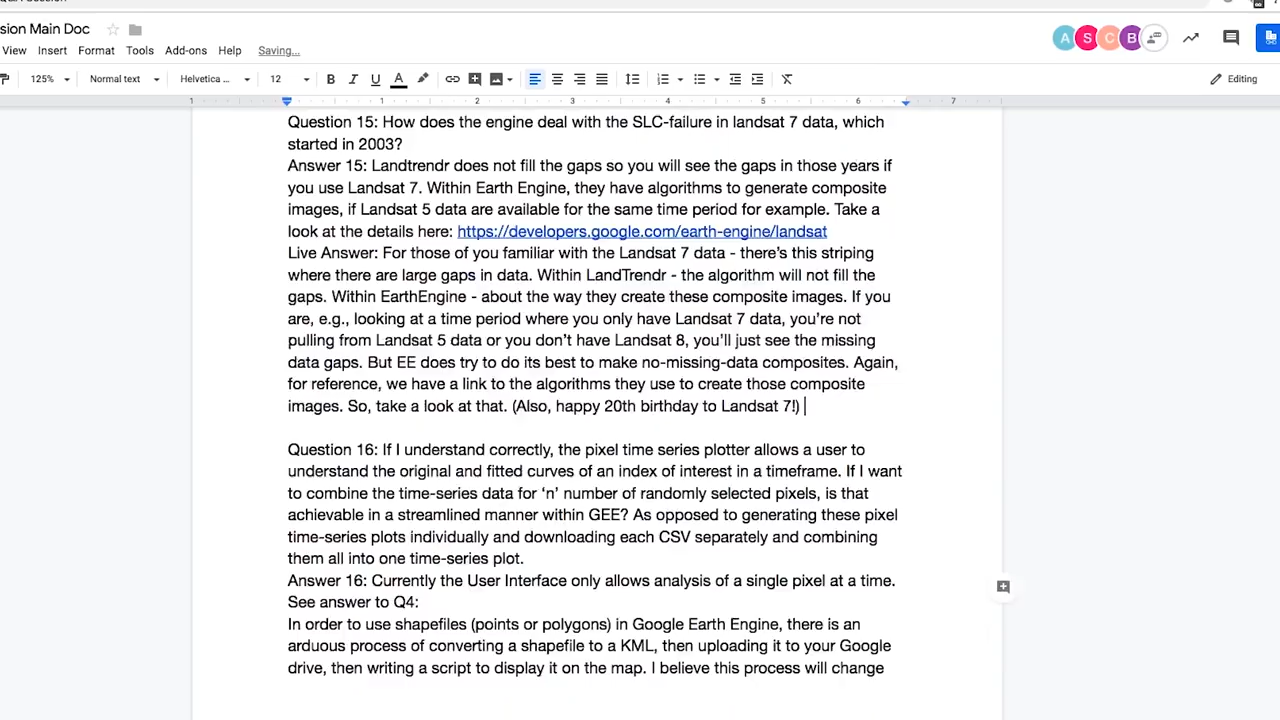 sion Main Doc
View Insert Format Tools Add-ons Help Saving...
125% Normal text Helvetica ... 12 B I U A Editing
A S C B
1 1 2 3 4 5 6 7
Question 15: How does the engine deal with the SLC-failure in landsat 7 data, which
started in 2003?
Answer 15: Landtrendr does not fill the gaps so you will see the gaps in those years if
you use Landsat 7. Within Earth Engine, they have algorithms to generate composite
images, if Landsat 5 data are available for the same time period for example. Take a
look at the details here: https://developers.google.com/earth-engine/landsat
Live Answer: For those of you familiar with the Landsat 7 data - there’s this striping
where there are large gaps in data. Within LandTrendr - the algorithm will not fill the
gaps. Within EarthEngine - about the way they create these composite images. If you
are, e.g., looking at a time period where you only have Landsat 7 data, you’re not
pulling from Landsat 5 data or you don’t have Landsat 8, you’ll just see the missing
data gaps. But EE does try to do its best to make no-missing-data composites. Again,
for reference, we have a link to the algorithms they use to create those composite
images. So, take a look at that. (Also, happy 20th birthday to Landsat 7!)
Question 16: If I understand correctly, the pixel time series plotter allows a user to
understand the original and fitted curves of an index of interest in a timeframe. If I want
to combine the time-series data for ‘n’ number of randomly selected pixels, is that
achievable in a streamlined manner within GEE? As opposed to generating these pixel
time-series plots individually and downloading each CSV separately and combining
them all into one time-series plot.
Answer 16: Currently the User Interface only allows analysis of a single pixel at a time.
See answer to Q4:
In order to use shapefiles (points or polygons) in Google Earth Engine, there is an
arduous process of converting a shapefile to a KML, then uploading it to your Google
drive, then writing a script to display it on the map. I believe this process will change